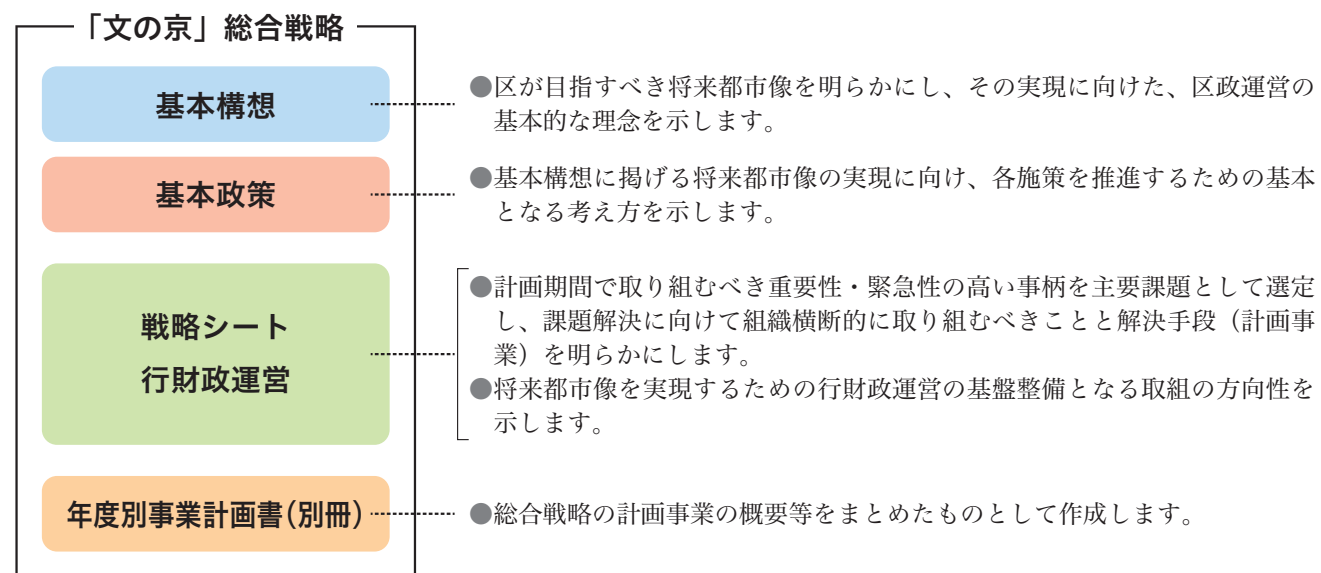 「文の京」総合戦略
基本構想
●区が目指すべき将来都市像を明らかにし、その実現に向けた、区政運営の
基本的な理念を示します。
基本政策
●基本構想に掲げる将来都市像の実現に向け、各施策を推進するための基本
となる考え方を示します。
戦略シート
行財政運営
●計画期間で取り組むべき重要性・緊急性の高い事柄を主要課題として選定
し、課題解決に向けて組織横断的に取り組むべきことと解決手段（計画事
業）を明らかにします。
●将来都市像を実現するための行財政運営の基盤整備となる取組の方向性を
示します。
年度別事業計画書（別冊）
●総合戦略の計画事業の概要等をまとめたものとして作成します。